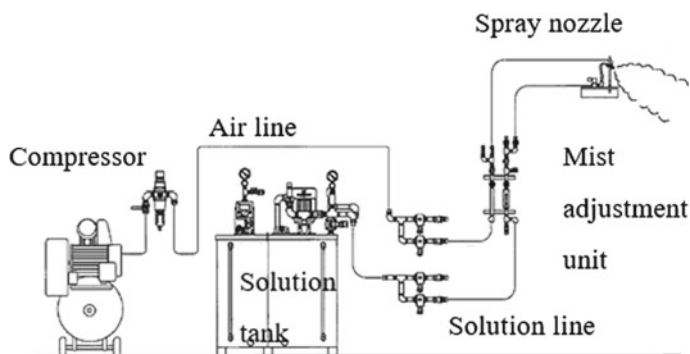 Spray nozzle
Air line
Compressor
Mist
adjustment
unit
Solution
tank
Solution line